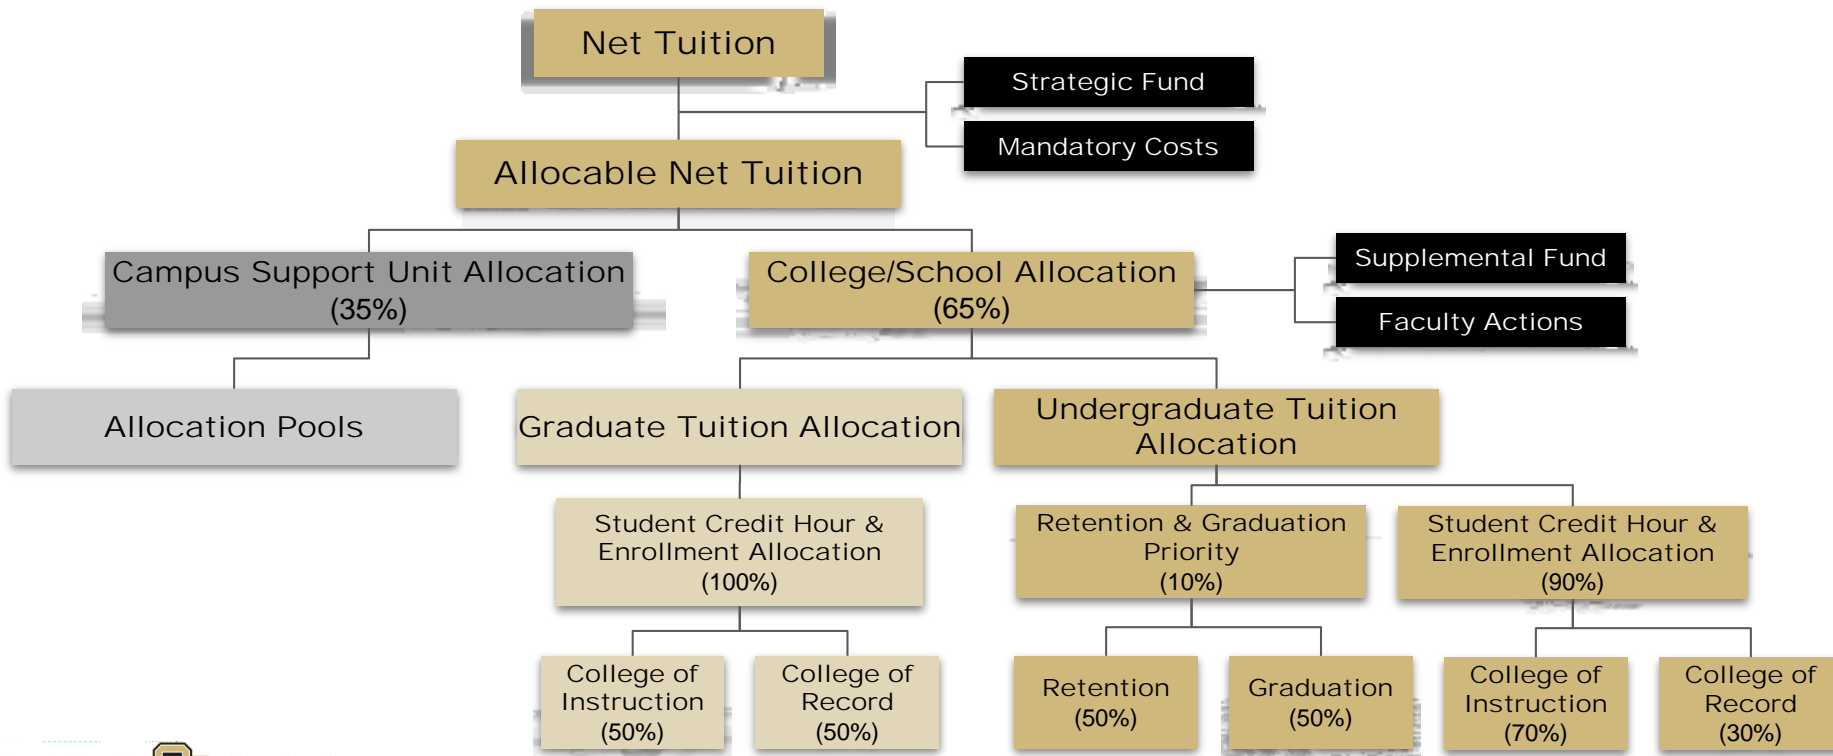 Net Tuition
Strategic Fund
Mandatory Costs
Allocable Net Tuition
Campus Support Unit Allocation
(35%)
College/School Allocation
(65%)
Supplemental Fund
Faculty Actions
Allocation Pools
Graduate Tuition Allocation
Undergraduate Tuition
Allocation
Student Credit Hour &
Enrollment Allocation
(100%)
Retention & Graduation
Priority
(10%)
Student Credit Hour &
Enrollment Allocation
(90%)
College of
Instruction
(50%)
College of
Record
(50%)
Retention
(50%)
Graduation
(50%)
College of
Instruction
(70%)
College of
Record
(30%)